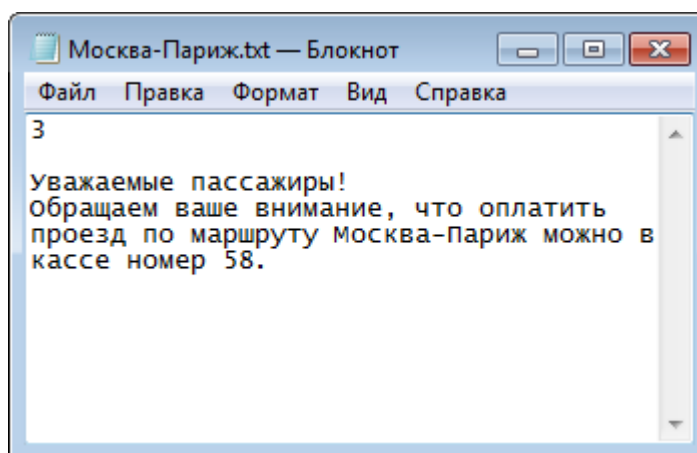 Москва-Париж.txt — Блокнот
Файл Правка Формат Вид Справка
3
Уважаемые пассажиры!
Обращаем ваше внимание, что оплатить
проезд по маршруту Москва-Париж можно в
кассе номер 58.